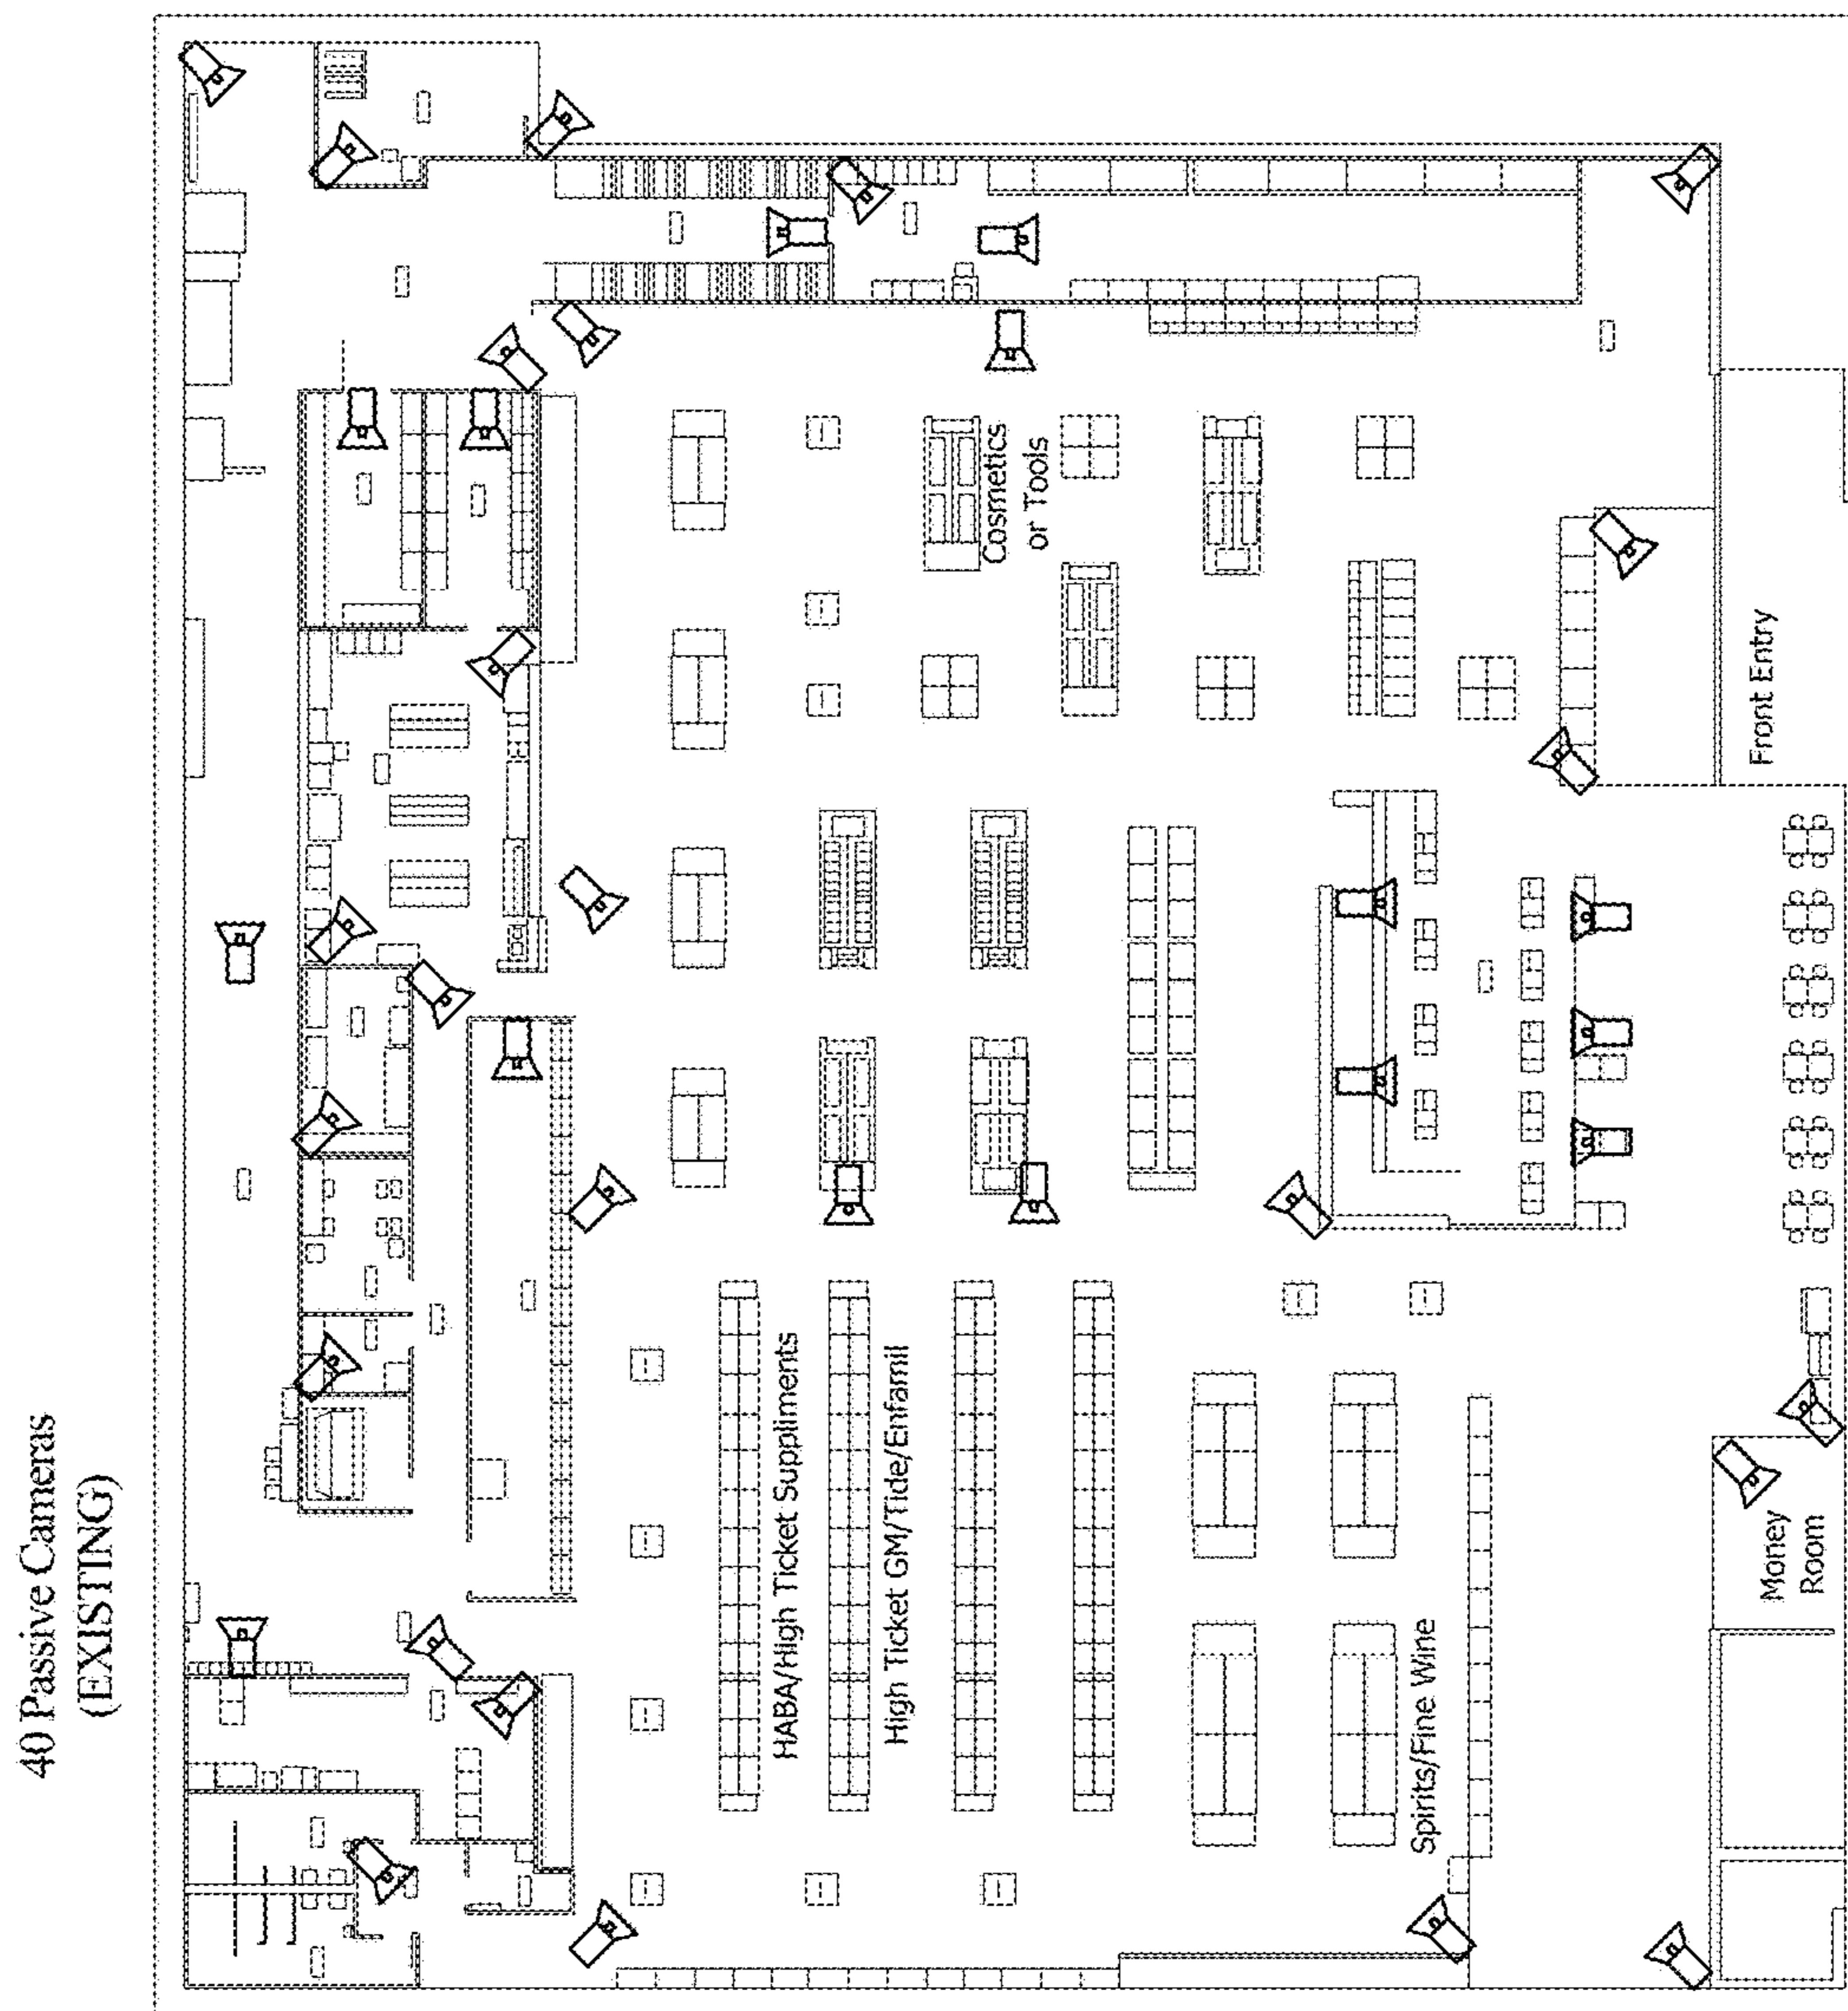 40 Passive Cameras
(EXISTING)
HABA/High Ticket Suppliments
High Ticket GM/Tide/Enfamil
Spirits/Fine Wine
Cosmetics
or Tools
Money
Room
Front Entry